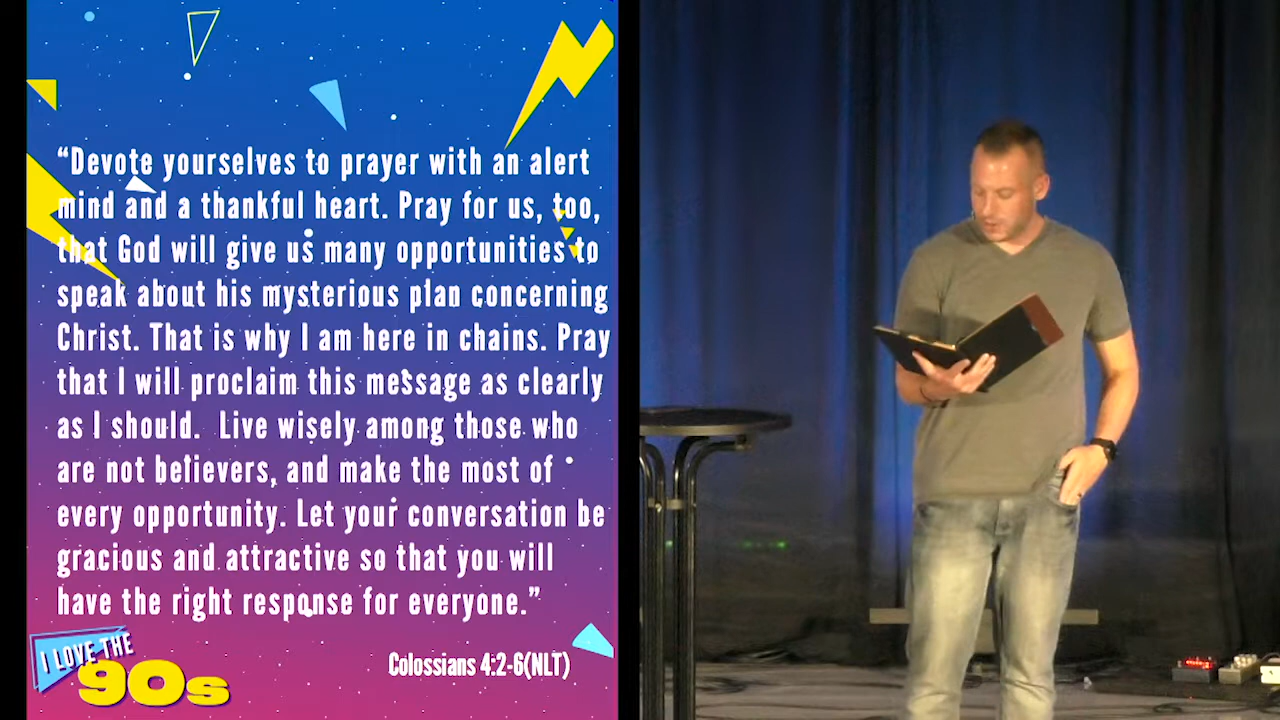 “Devote yourselves to prayer with an alert
mind and a thankful heart. Pray for us, too,
that God will give us many opportunities to
speak about his mysterious plan concerning
Christ. That is why I am here in chains. Pray
that I will proclaim this message as clearly
as I should.  Live wisely among those who
are not believers, and make the most of
every opportunity. Let your conversation be
gracious and attractive so that you will
have the right response for everyone.”
Colossians 4:2-6(NLT)
I LOVE THE
90s